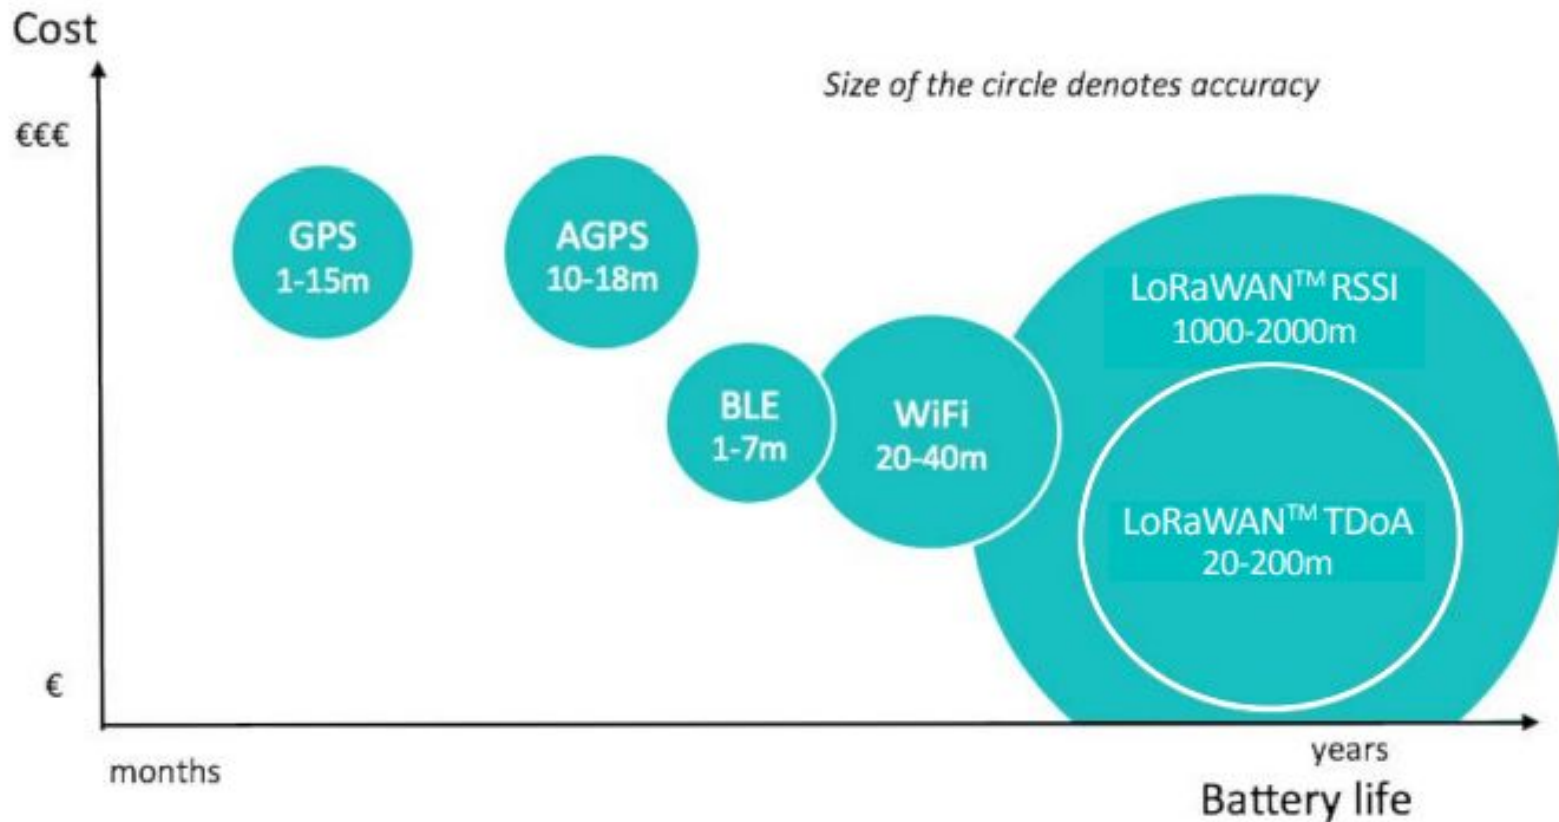 Cost
Size of the circle denotes accuracy
€€€
GPS
1-15m
AGPS
10-18m
LoRaWAN™ RSSI
1000-2000m
BLE
1-7m
WiFi
20-40m
LoRaWAN™ TDoA
20-200m
€
months
years
Battery life